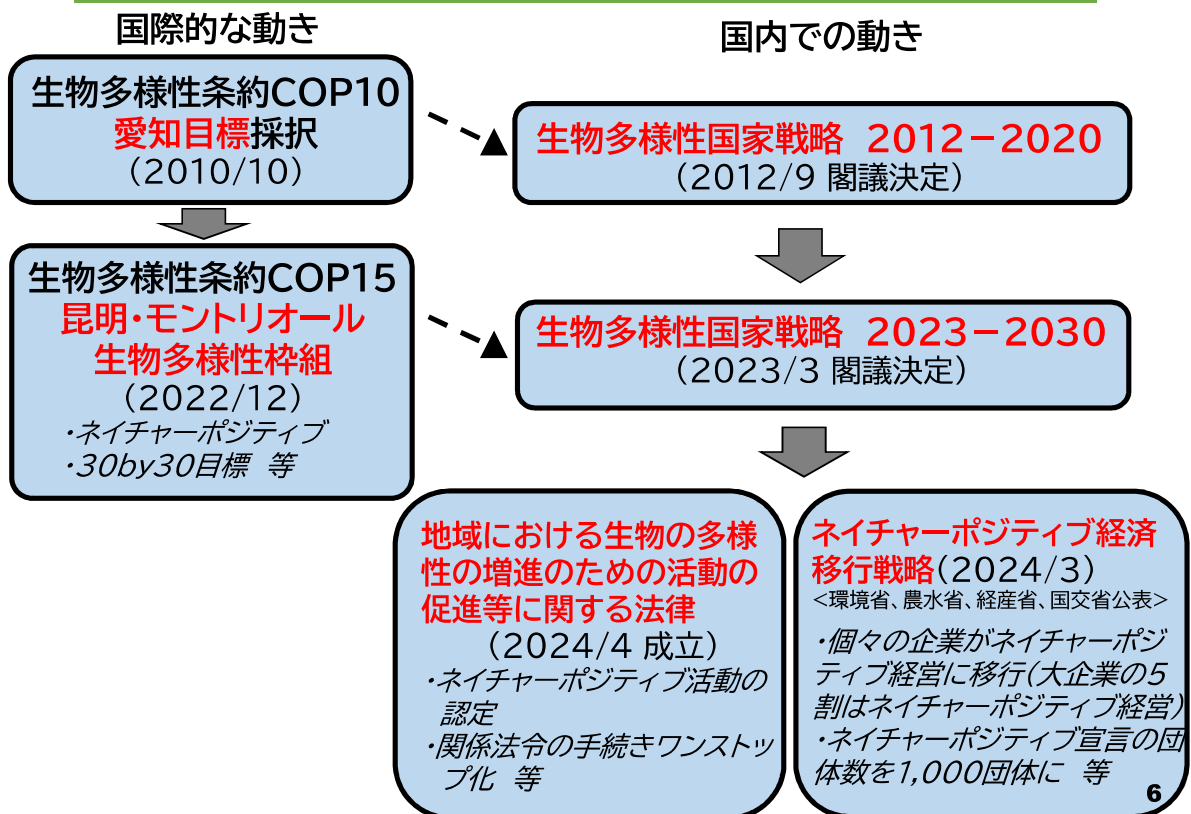 国際的な動き
生物多様性条約COP10
愛知目標採択
（2010/10）
生物多様性条約COP15
昆明・モントリオール
生物多様性枠組
（2022/12）
・ネイチャーポジティブ
・30by30目標　等
国内での動き
生物多様性国家戦略　2012－2020
（2012/9 閣議決定）
生物多様性国家戦略　2023－2030
（2023/3 閣議決定）
地域における生物の多様
性の増進のための活動の
促進等に関する法律
（2024/4 成立）
・ネイチャーポジティブ活動の
認定
・関係法令の手続きワンストッ
プ化　等
ネイチャーポジティブ経済
移行戦略（2024/3）
<環境省、農水省、経産省、国交省公表>
・個々の企業がネイチャーポジ
ティブ経営に移行（大企業の5
割はネイチャーポジティブ経営）
・ネイチャーポジティブ宣言の団
体数を1,000団体に　等
6